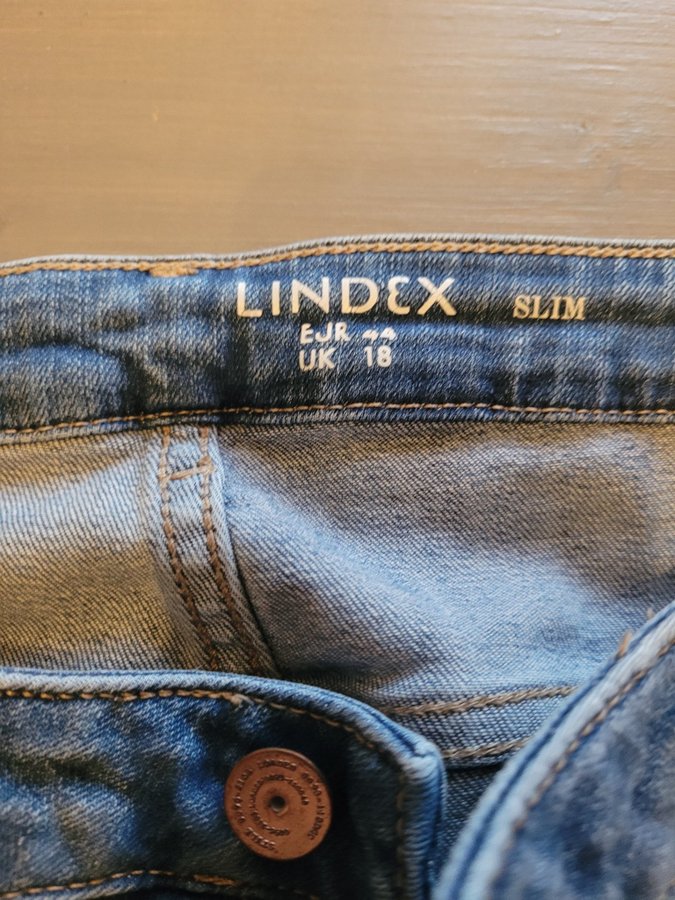 LINDEX SLIM
EUR 44
UK 18